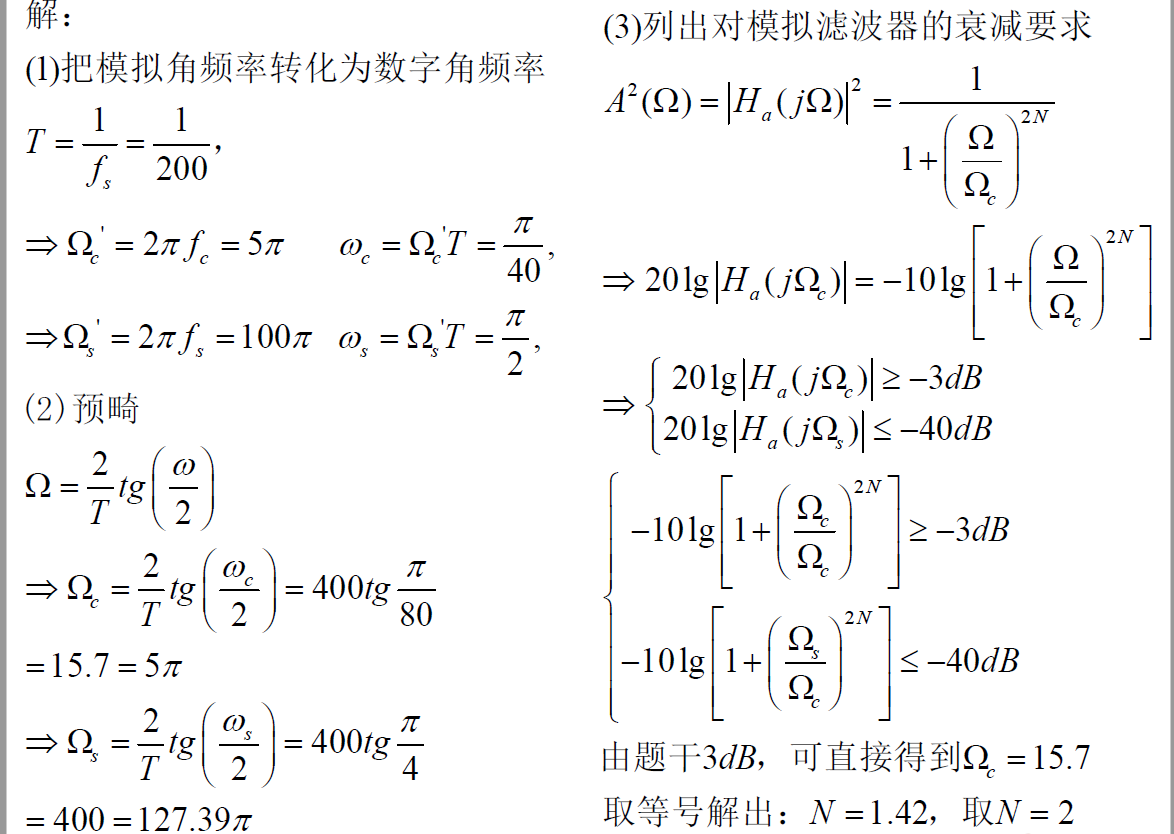 解：
(1)把模拟角频率转化为数字角频率
T = 1/f_s = 1/200，
⇒ Ω_c' = 2πf_c = 5π   ω_c = Ω_c'T = π/40,
⇒ Ω_s' = 2πf_s = 100π   ω_s = Ω_s'T = π/2,
(2)预畸
Ω = 2/T tg(ω/2)
⇒ Ω_c = 2/T tg(ω_c/2) = 400tg π/80
= 15.7 = 5π
⇒ Ω_s = 2/T tg(ω_s/2) = 400tg π/4
= 400 = 127.39π
(3)列出对模拟滤波器的衰减要求
A²(Ω) = |H_a(jΩ)|² = 1/(1+(Ω/Ω_c)^{2N})
⇒ 20lg|H_a(jΩ_c)| = −10lg[1+(Ω/Ω_c)^{2N}]
⇒ { 20lg|H_a(jΩ_c)| ≥ −3dB
20lg|H_a(jΩ_s)| ≤ −40dB
{ −10lg[1+(Ω_c/Ω_c)^{2N}] ≥ −3dB
−10lg[1+(Ω_s/Ω_c)^{2N}] ≤ −40dB
由题干3dB，可直接得到Ω_c = 15.7
取等号解出：N = 1.42，取N = 2